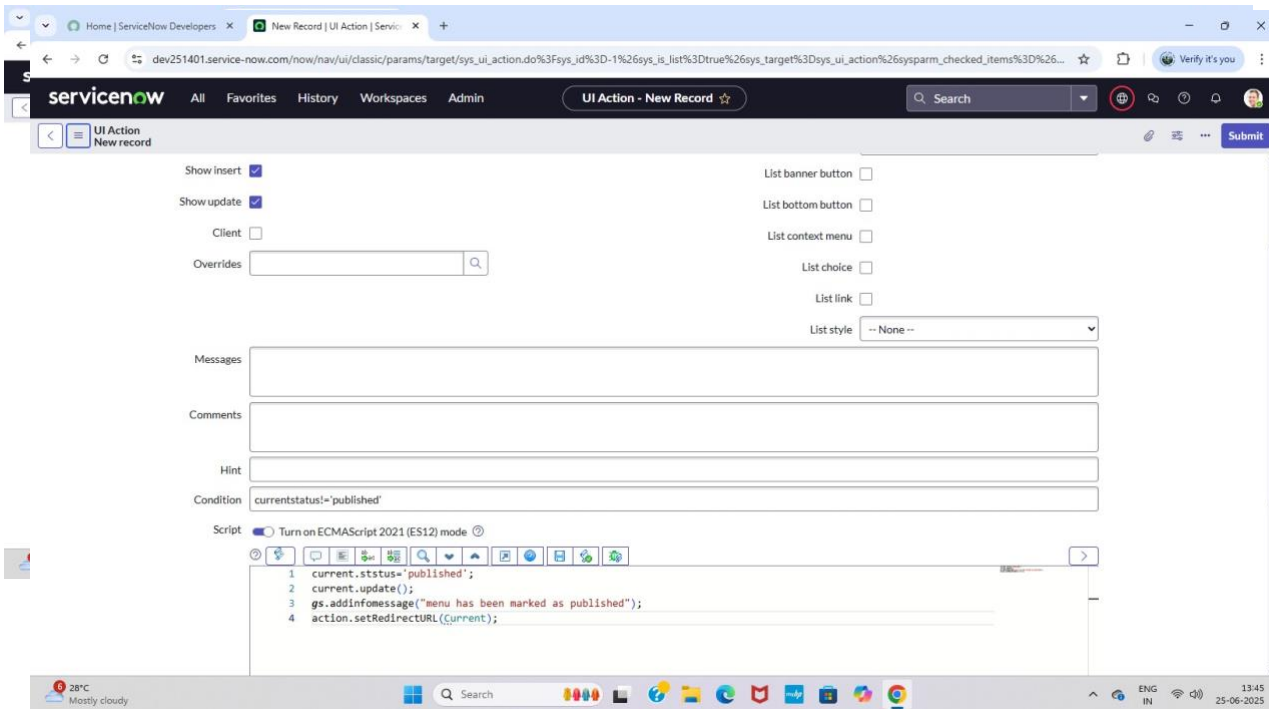 Home | ServiceNow Developers
New Record | UI Action | Servic
dev251401.service-now.com/now/nav/ui/classic/params/target/sys_ui_action.do%3Fsys_id%3D-1%26sys_is_list%3Dtrue%26sys_target%3Dsys_ui_action%26sysparm_checked_items%3D%26...
Verify it's you
servicenow All Favorites History Workspaces Admin UI Action - New Record Search
UI Action
New record
Submit
Show insert
List banner button
Show update
List bottom button
Client
List context menu
Overrides
List choice
List link
List style -- None --
Messages
Comments
Hint
Condition currentstatus!='published'
Script Turn on ECMAScript 2021 (ES12) mode
1 current.ststus='published';
2 current.update();
3 gs.addinfomessage("menu has been marked as published");
4 action.setRedirectURL(Current);
6
28°C
Mostly cloudy
Search
ENG
IN
13:45
25-06-2025